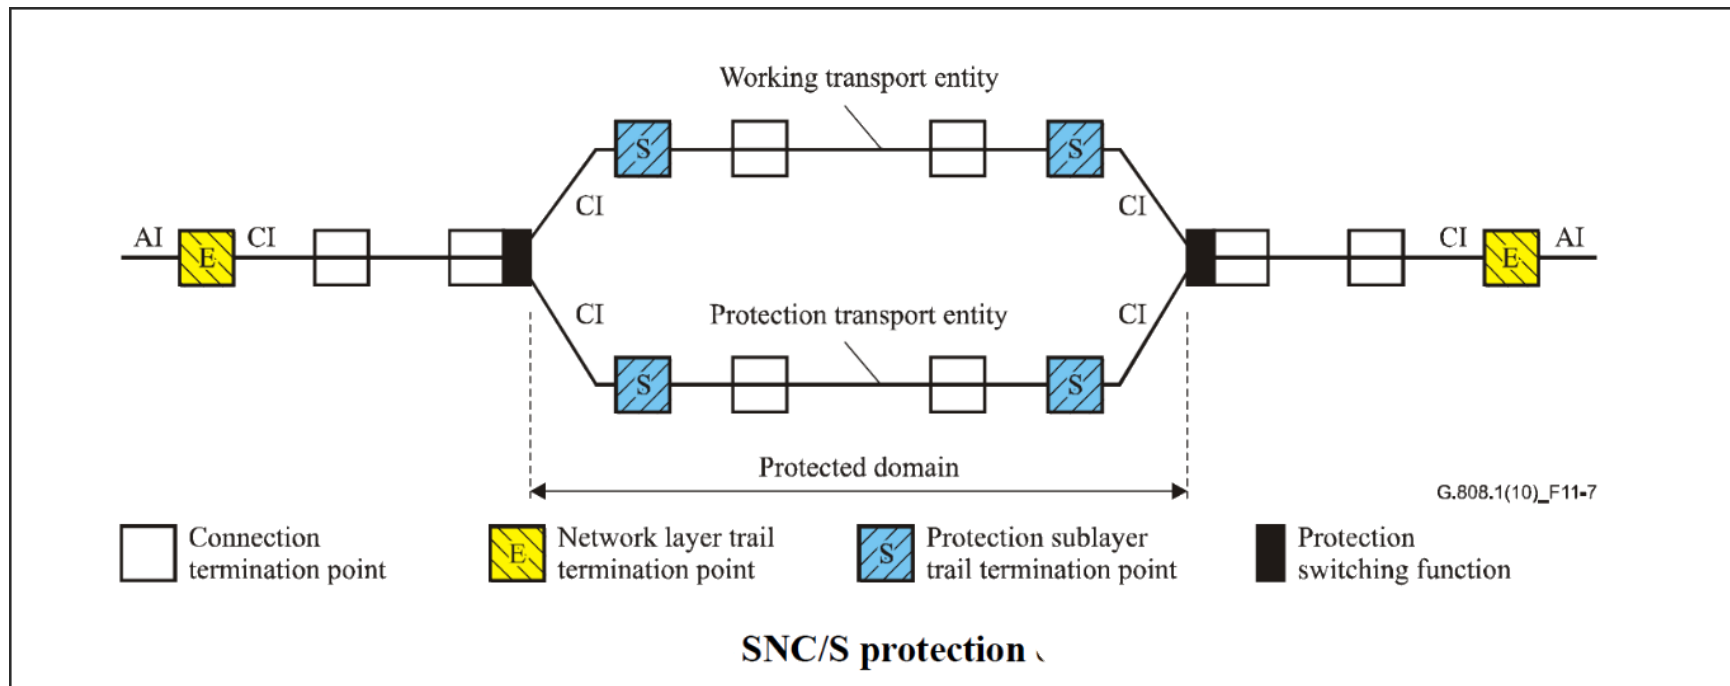 Working transport entity
S
S
CI
CI
AI
E
CI
CI
E
AI
CI
Protection transport entity
CI
S
S
Protected domain
G.808.1(10)_F11-7
Connection
termination point
E
Network layer trail
termination point
S
Protection sublayer
trail termination point
Protection
switching function
SNC/S protection